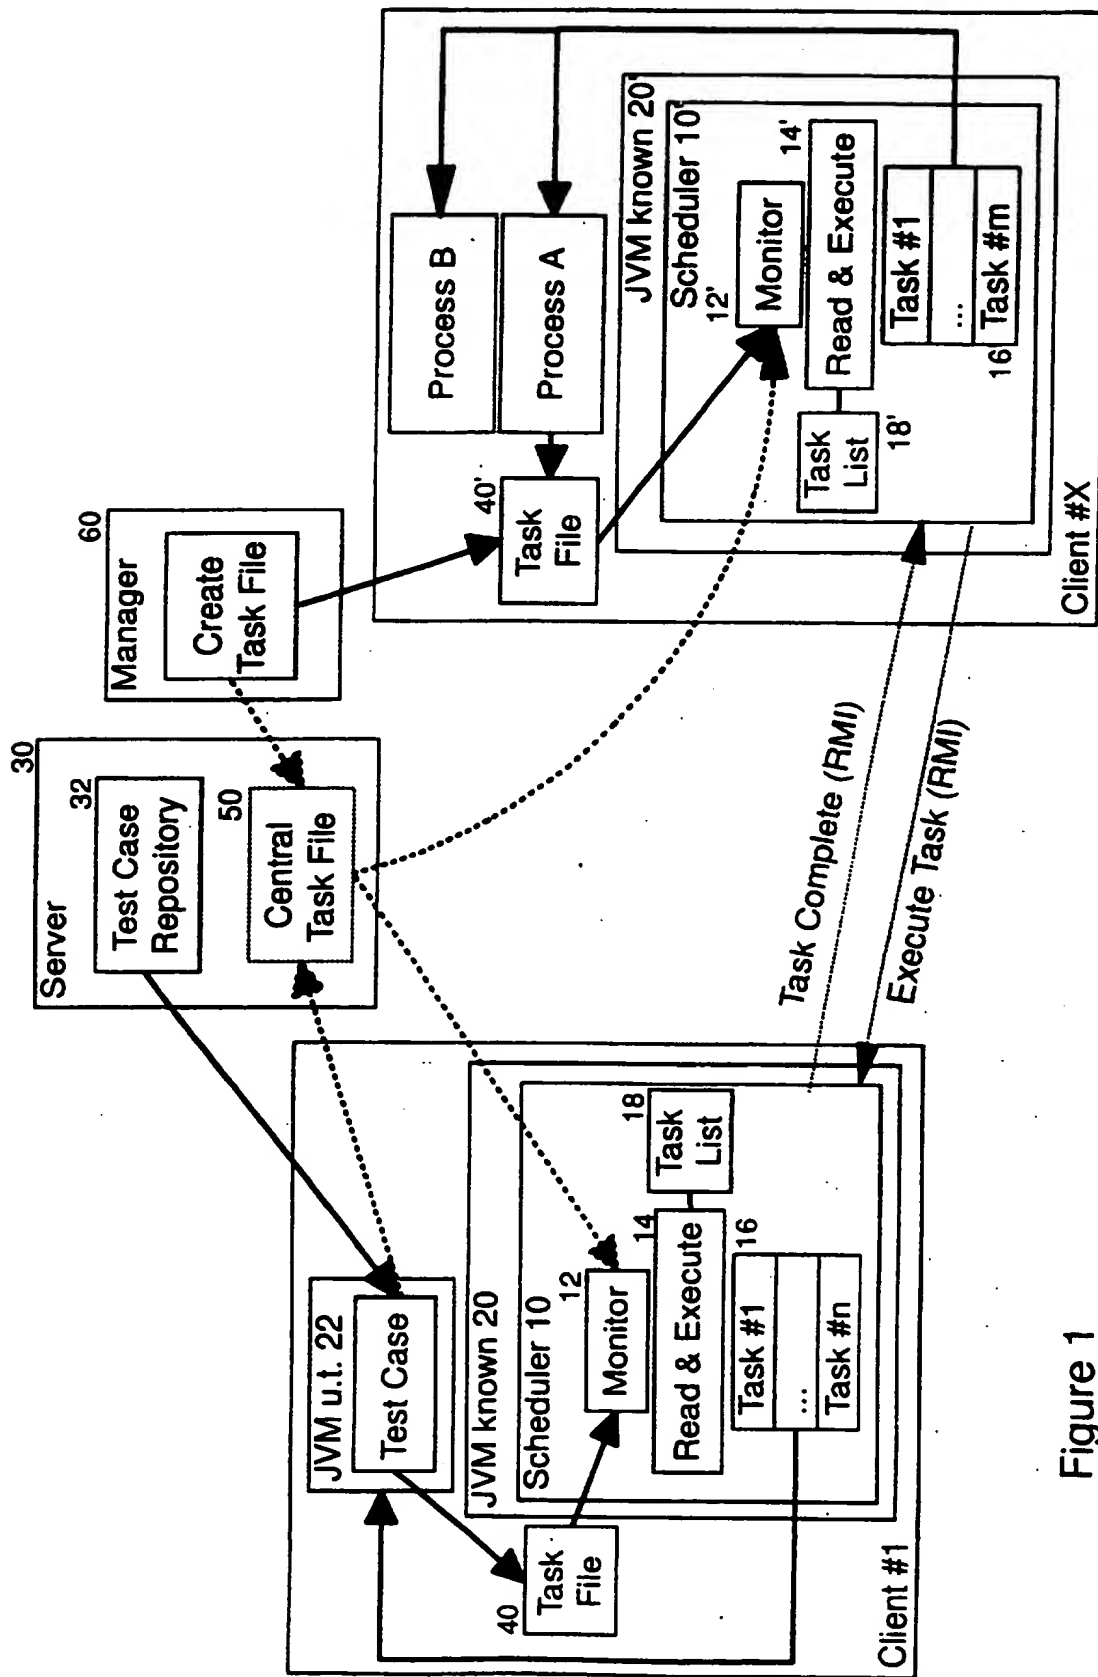 Server
30
Test Case
Repository
32
Central
Task File
50
Manager
60
Create
Task File
JVM u.t. 22
Test Case
JVM known 20
Scheduler 10
12
Monitor
14
Read & Execute
18
Task
List
16
Task #1
...
Task #n
40
Task
File
Client #1
Task Complete (RMI)
Execute Task (RMI)
Process B
Process A
40'
Task
File
JVM known 20'
Scheduler 10'
12'
Monitor
14'
Read & Execute
Task
List
18'
16'
Task #1
...
Task #m
Client #X
Figure 1